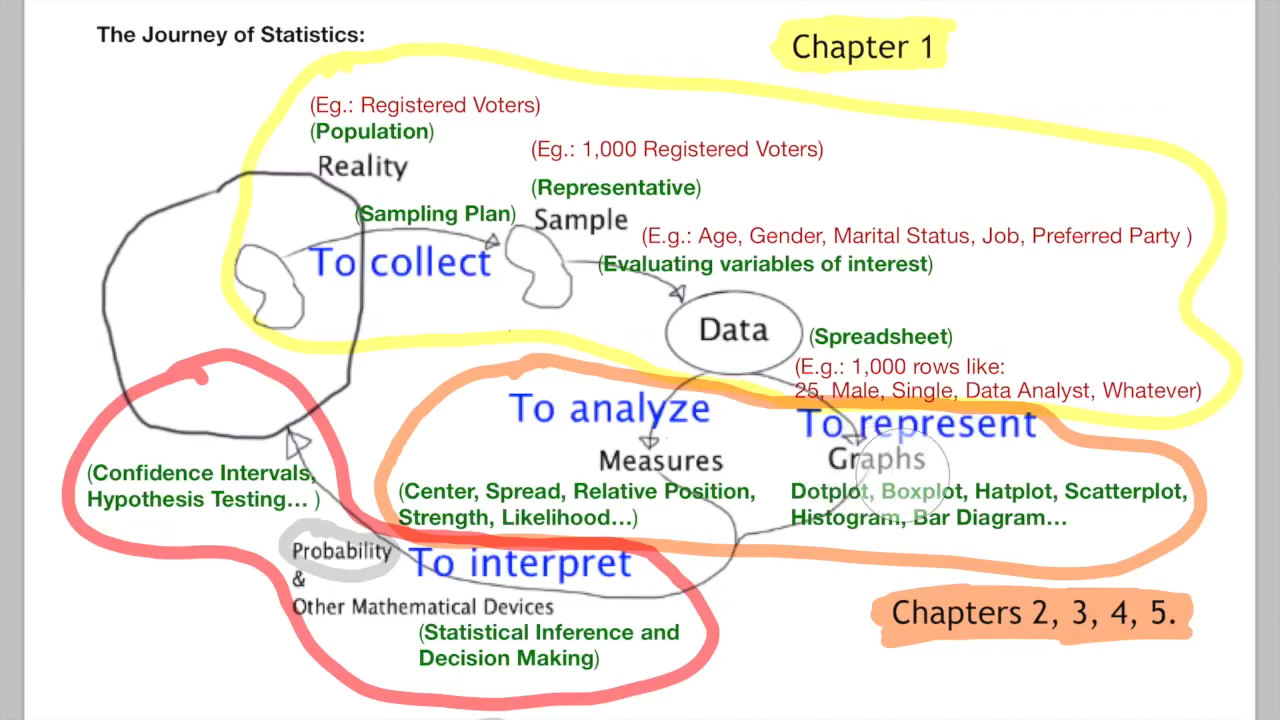 The Journey of Statistics:
Chapter 1
(Eg.: Registered Voters)
(Population)
Reality
(Eg.: 1,000 Registered Voters)
(Representative)
(Sampling Plan)
Sample
(E.g.: Age, Gender, Marital Status, Job, Preferred Party )
To collect
(Evaluating variables of interest)
Data
(Spreadsheet)
(E.g.: 1,000 rows like:
25, Male, Single, Data Analyst, Whatever)
To analyze
To represent
Measures
Graphs
(Confidence Intervals,
Hypothesis Testing... )
(Center, Spread, Relative Position,
Strength, Likelihood...)
Dotplot, Boxplot, Hatplot, Scatterplot,
Histogram, Bar Diagram...
Probability
&
Other Mathematical Devices
To interpret
(Statistical Inference and
Decision Making)
Chapters 2, 3, 4, 5.